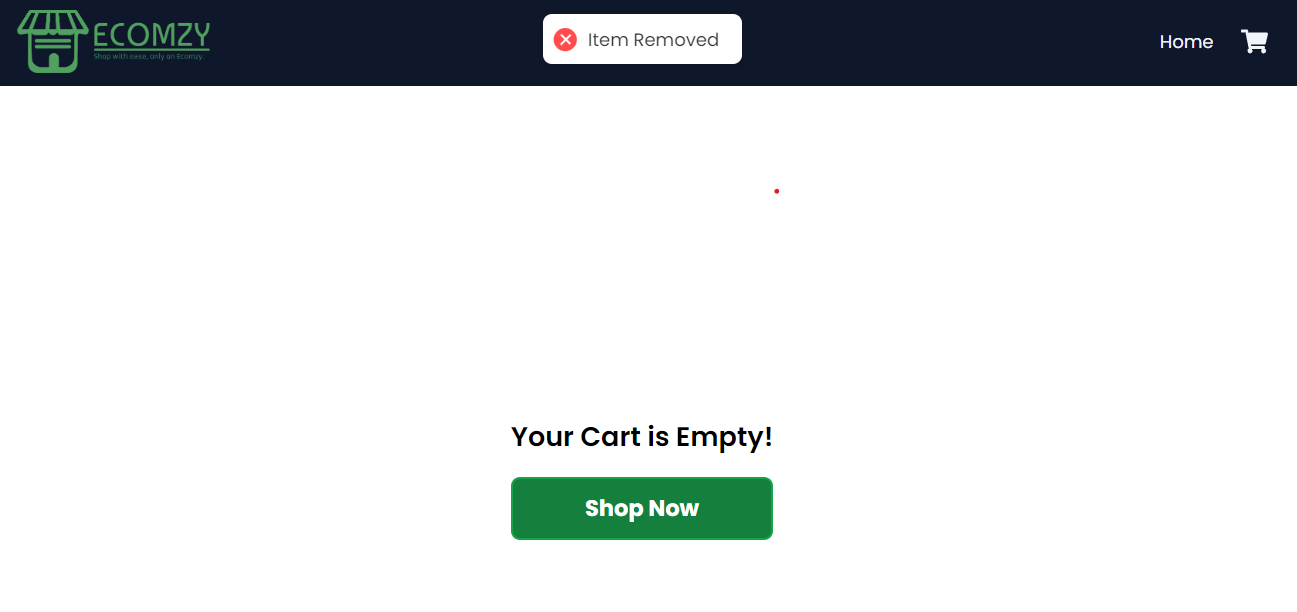 ECOMZY
Shop with ease, only on Ecomzy.
Item Removed
Home
Your Cart is Empty!
Shop Now